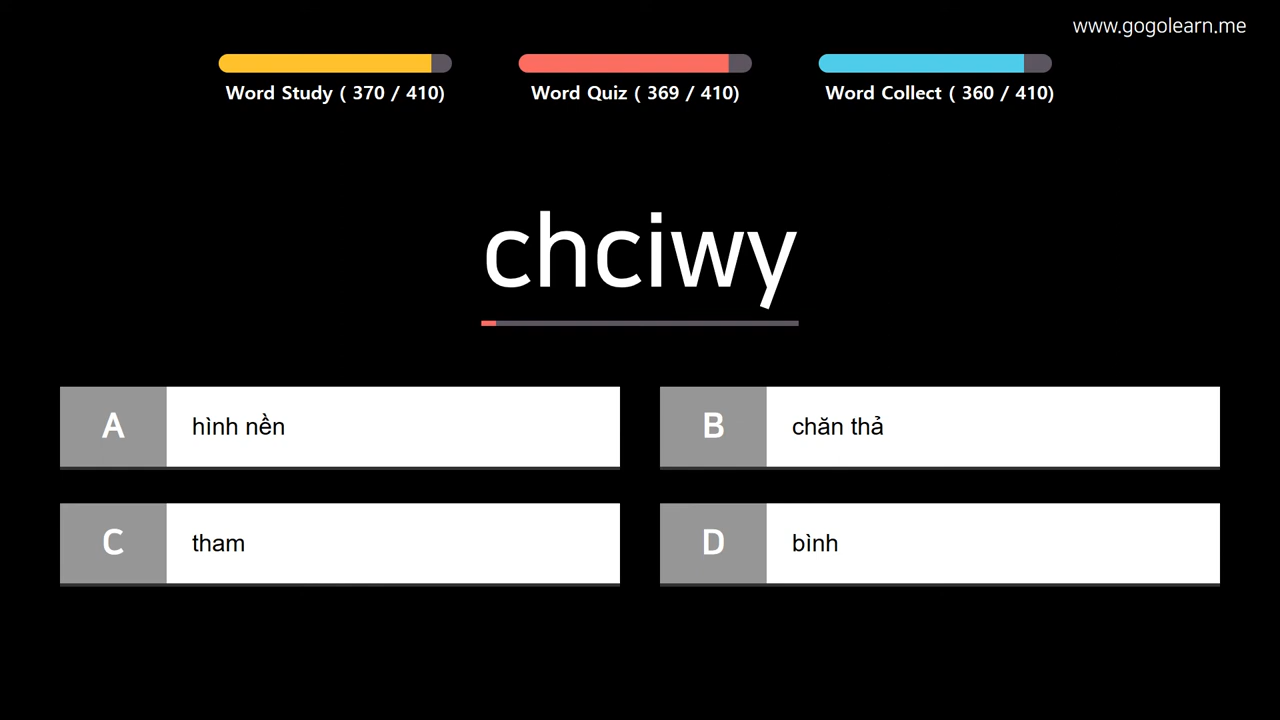 www.gogolearn.me
Word Study ( 370 / 410)
Word Quiz ( 369 / 410)
Word Collect ( 360 / 410)
chciwy
A hình nền
B chăn thả
C tham
D bình